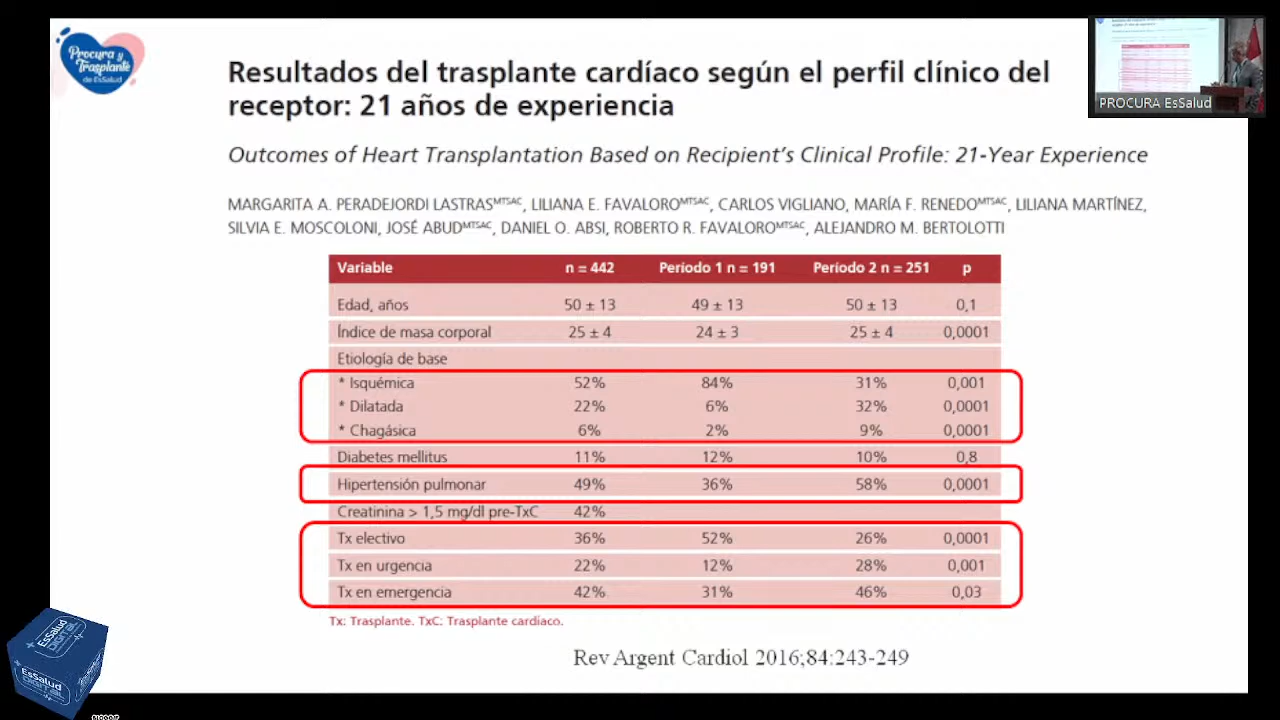 Procura y
Trasplante
de EsSalud
Resultados del trasplante cardíaco según el perfil clínico del
receptor: 21 años de experiencia
Outcomes of Heart Transplantation Based on Recipient's Clinical Profile: 21-Year Experience
MARGARITA A. PERADEJORDI LASTRASMTSAC, LILIANA E. FAVALOROMTSAC, CARLOS VIGLIANO, MARÍA F. RENEDOMTSAC, LILIANA MARTÍNEZ,
SILVIA E. MOSCOLONI, JOSÉ ABUDMTSAC, DANIEL O. ABSI, ROBERTO R. FAVALOROMTSAC, ALEJANDRO M. BERTOLOTTI
PROCURA EsSalud
Variable n = 442 Período 1 n = 191 Período 2 n = 251 p
Edad, años 50 ± 13 49 ± 13 50 ± 13 0,1
Índice de masa corporal 25 ± 4 24 ± 3 25 ± 4 0,0001
Etiología de base
* Isquémica 52% 84% 31% 0,001
* Dilatada 22% 6% 32% 0,0001
* Chagásica 6% 2% 9% 0,0001
Diabetes mellitus 11% 12% 10% 0,8
Hipertensión pulmonar 49% 36% 58% 0,0001
Creatinina > 1,5 mg/dl pre-TxC 42%
Tx electivo 36% 52% 26% 0,0001
Tx en urgencia 22% 12% 28% 0,001
Tx en emergencia 42% 31% 46% 0,03
Tx: Trasplante. TxC: Trasplante cardíaco.
Rev Argent Cardiol 2016;84:243-249
EsSalud
DIGITAL
EsSalud
DIGITAL